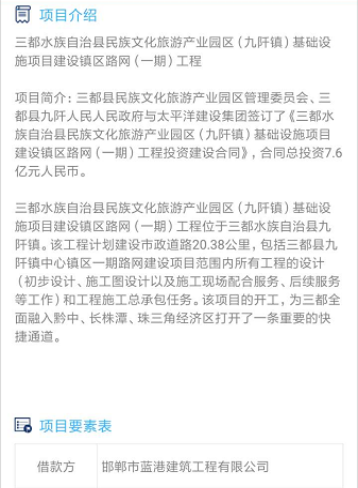 项目介绍
三都水族自治县民族文化旅游产业园区（九阡镇）基础设
施项目建设镇区路网（一期）工程
项目简介：三都县民族文化旅游产业园区管理委员会、三
都县九阡人民人民政府与太平洋建设集团签订了《三都水
族自治县民族文化旅游产业园区（九阡镇）基础设施项目
建设镇区路网（一期）工程投资建设合同》，合同总投资7.6
亿元人民币。
三都水族自治县民族文化旅游产业园区（九阡镇）基础设
施项目建设镇区路网（一期）工程位于三都水族自治县九
阡镇。该工程计划建设市政道路20.38公里，包括三都县九
阡镇中心镇区一期路网建设项目范围内所有工程的设计
（初步设计、施工图设计以及施工现场配合服务、后续服务
等工作）和工程施工总承包任务。该项目的开工，为三都全
面融入黔中、长株潭、珠三角经济区打开了一条重要的快
捷通道。
项目要素表
借款方 邯郸市蓝港建筑工程有限公司